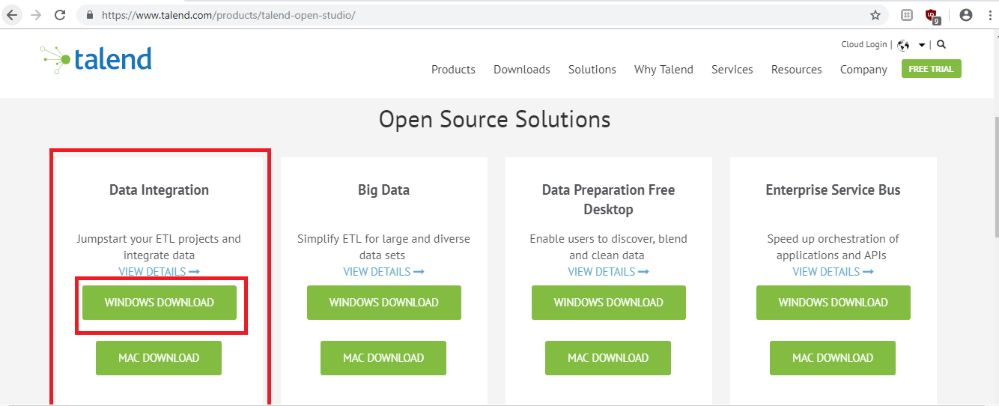 https://www.talend.com/products/talend-open-studio/
9
Cloud Login | |
talend
Products Downloads Solutions Why Talend Services Resources Company FREE TRIAL
Open Source Solutions
Data Integration
Jumpstart your ETL projects and
integrate data
VIEW DETAILS
WINDOWS DOWNLOAD
MAC DOWNLOAD
Big Data
Simplify ETL for large and diverse
data sets
VIEW DETAILS
WINDOWS DOWNLOAD
MAC DOWNLOAD
Data Preparation Free
Desktop
Enable users to discover, blend
and clean data
VIEW DETAILS
WINDOWS DOWNLOAD
MAC DOWNLOAD
Enterprise Service Bus
Speed up orchestration of
applications and APIs
VIEW DETAILS
WINDOWS DOWNLOAD
MAC DOWNLOAD